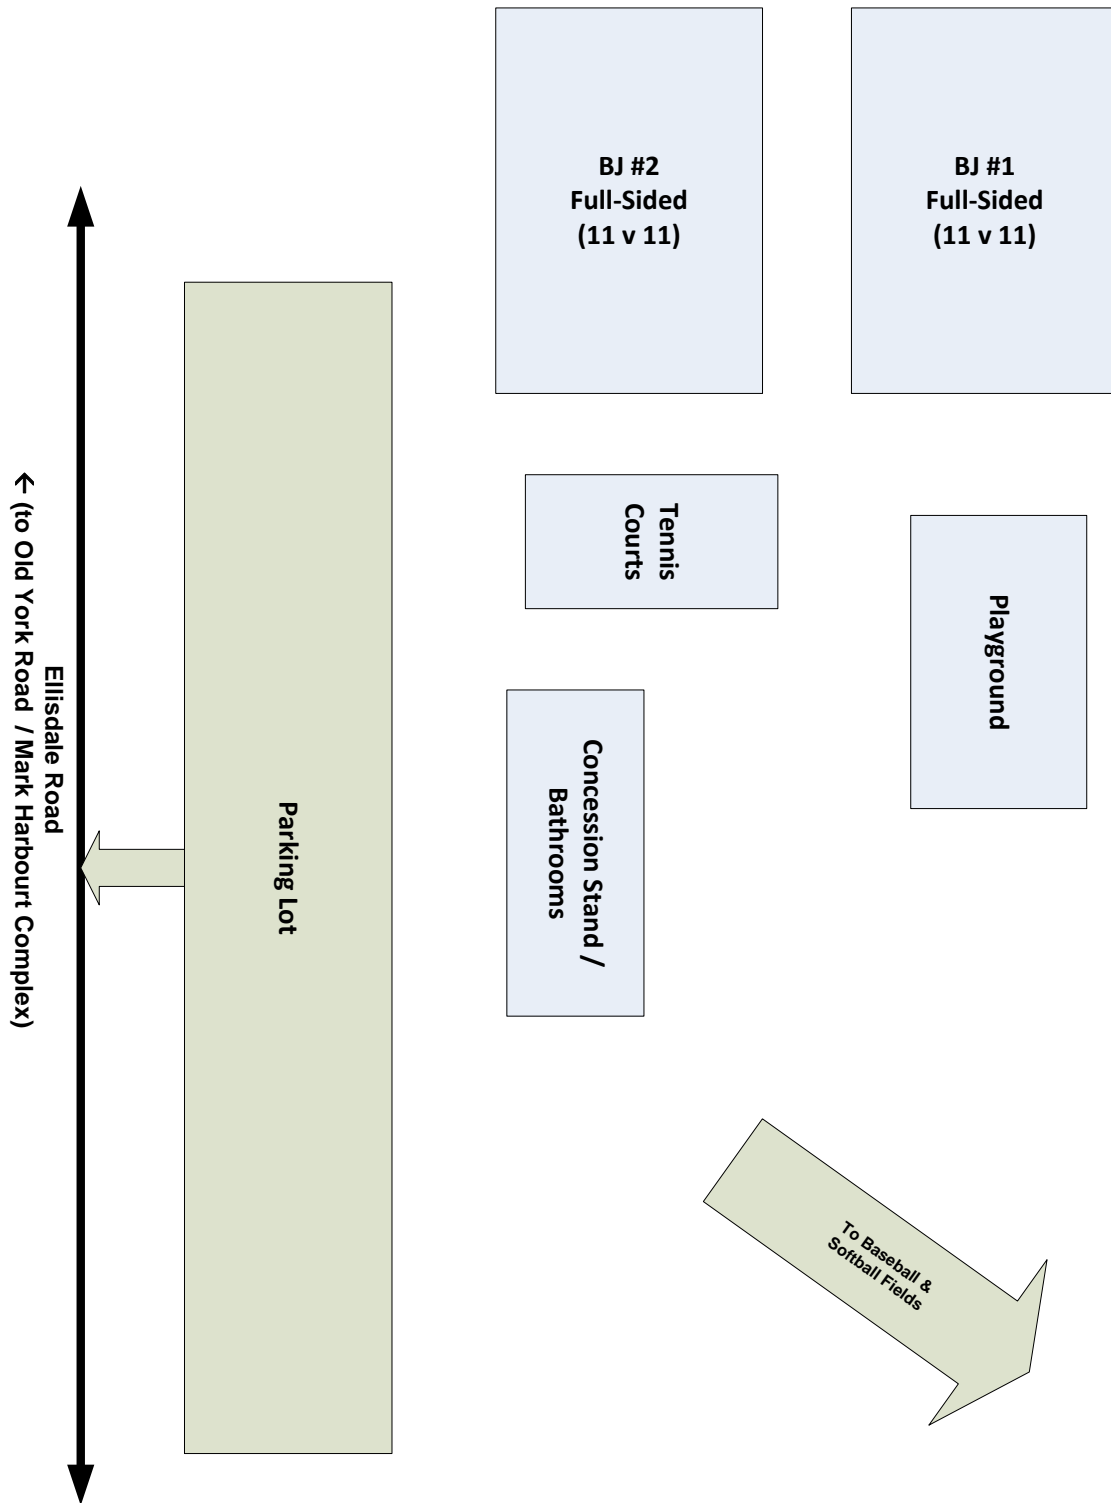 BJ #2
Full-Sided
(11 v 11)
BJ #1
Full-Sided
(11 v 11)
Tennis
Courts
Playground
Concession Stand /
Bathrooms
Parking Lot
Ellisdale Road
← (to Old York Road / Mark Harbourt Complex)
To Baseball &
Softball Fields